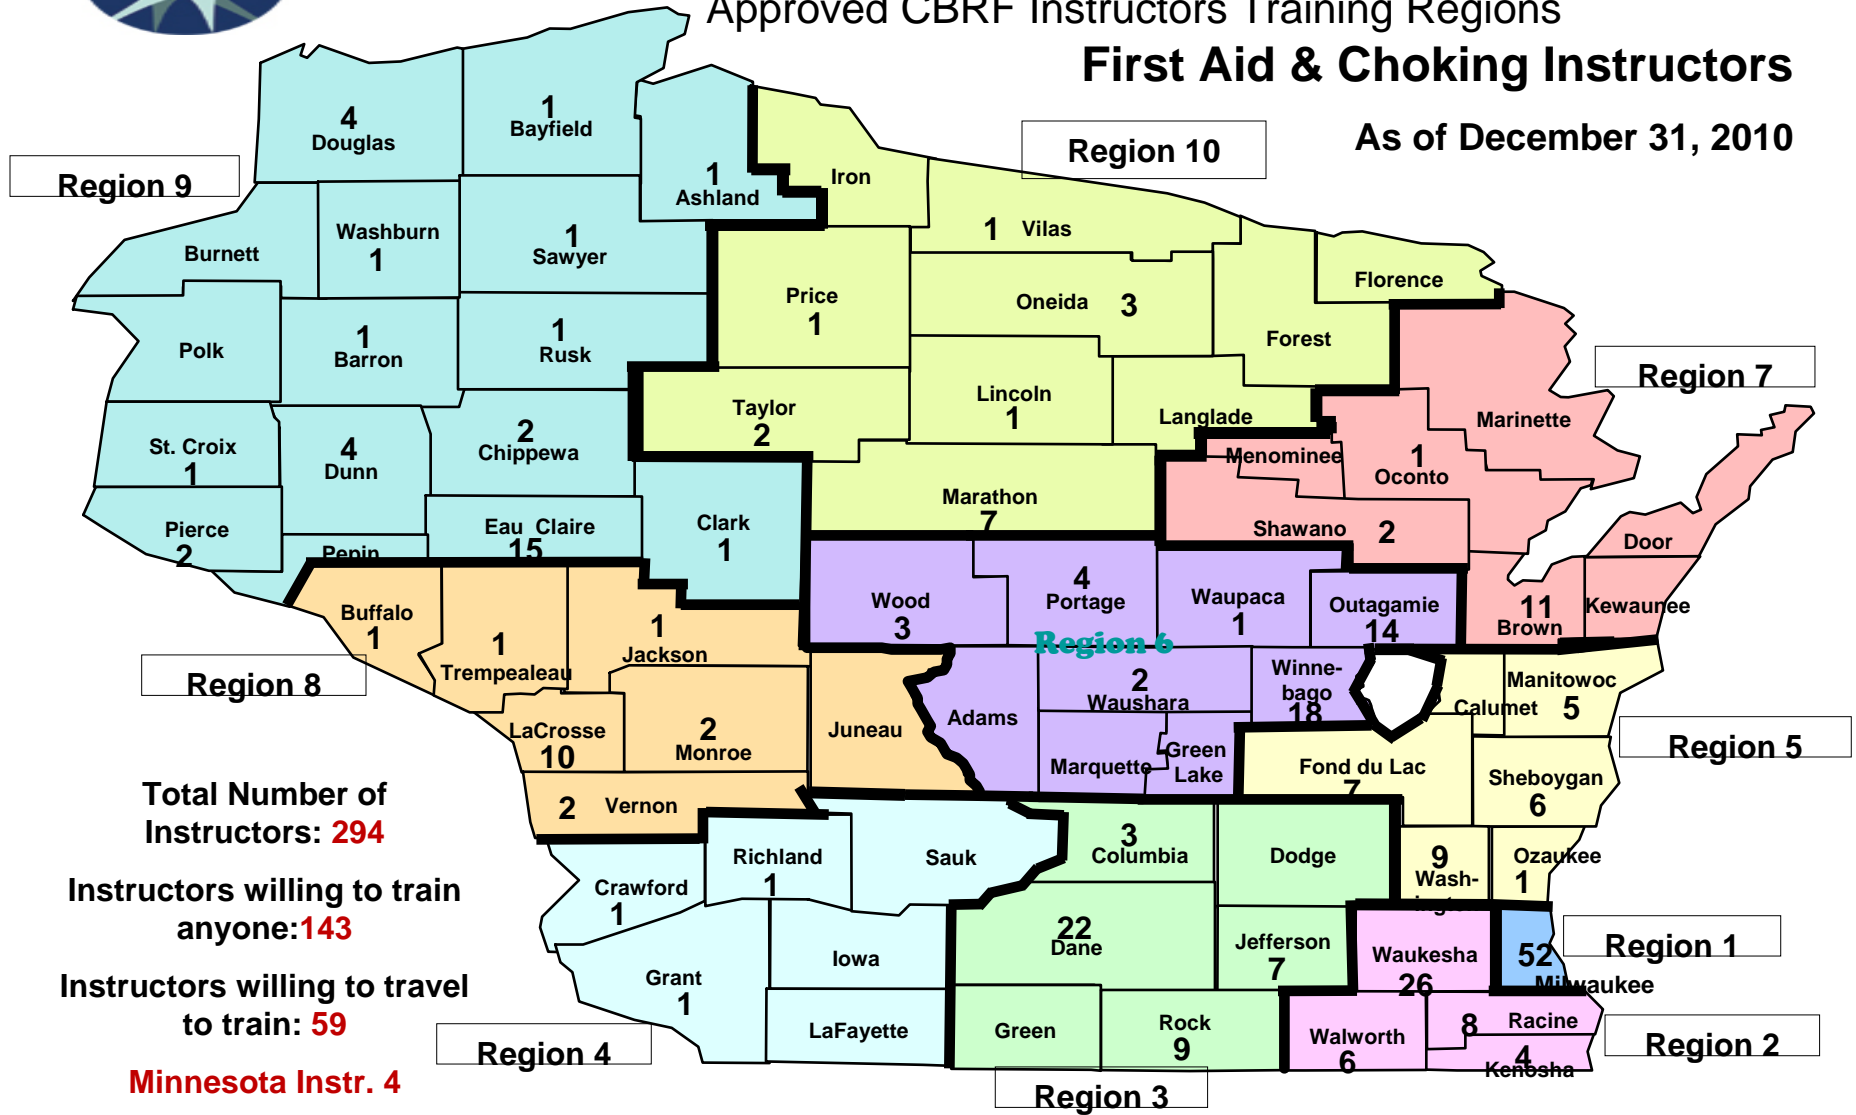 Approved CBRF Instructors Training Regions
First Aid & Choking Instructors
As of December 31, 2010
Region 9
Region 10
Region 7
4
Douglas
1
Bayfield
1
Ashland
Iron
1 Vilas
Burnett
Washburn
1
1
Sawyer
Price
1
Oneida 3
Florence
Forest
Polk
1
Barron
1
Rusk
Taylor
2
Lincoln
1
Langlade
Marinette
St. Croix
1
4
Dunn
2
Chippewa
Menominee
1
Oconto
Pierce
2
Pepin
Eau Claire
15
Clark
1
Marathon
7
Shawano 2
Door
Buffalo
1
1
Trempealeau
1
Jackson
Wood
3
4
Portage
Waupaca
1
Outagamie
14
11
Brown
Kewaunee
Region 6
Region 8
LaCrosse
10
2
Monroe
Juneau
Adams
2
Waushara
Winne-
bago
18
Calumet
Manitowoc
5
Marquette
Green
Lake
Fond du Lac
7
Sheboygan
6
Region 5
2 Vernon
Total Number of
Instructors: 294
Instructors willing to train
anyone:143
Instructors willing to travel
to train: 59
Minnesota Instr. 4
Crawford
1
Richland
1
Sauk
3
Columbia
Dodge
9
Wash-
ington
Ozaukee
1
Grant
1
Iowa
LaFayette
22
Dane
Jefferson
7
Waukesha
26
52
Milwaukee
Region 1
Green
Rock
9
Walworth
6
8 Racine
4
Kenosha
Region 2
Region 4
Region 3